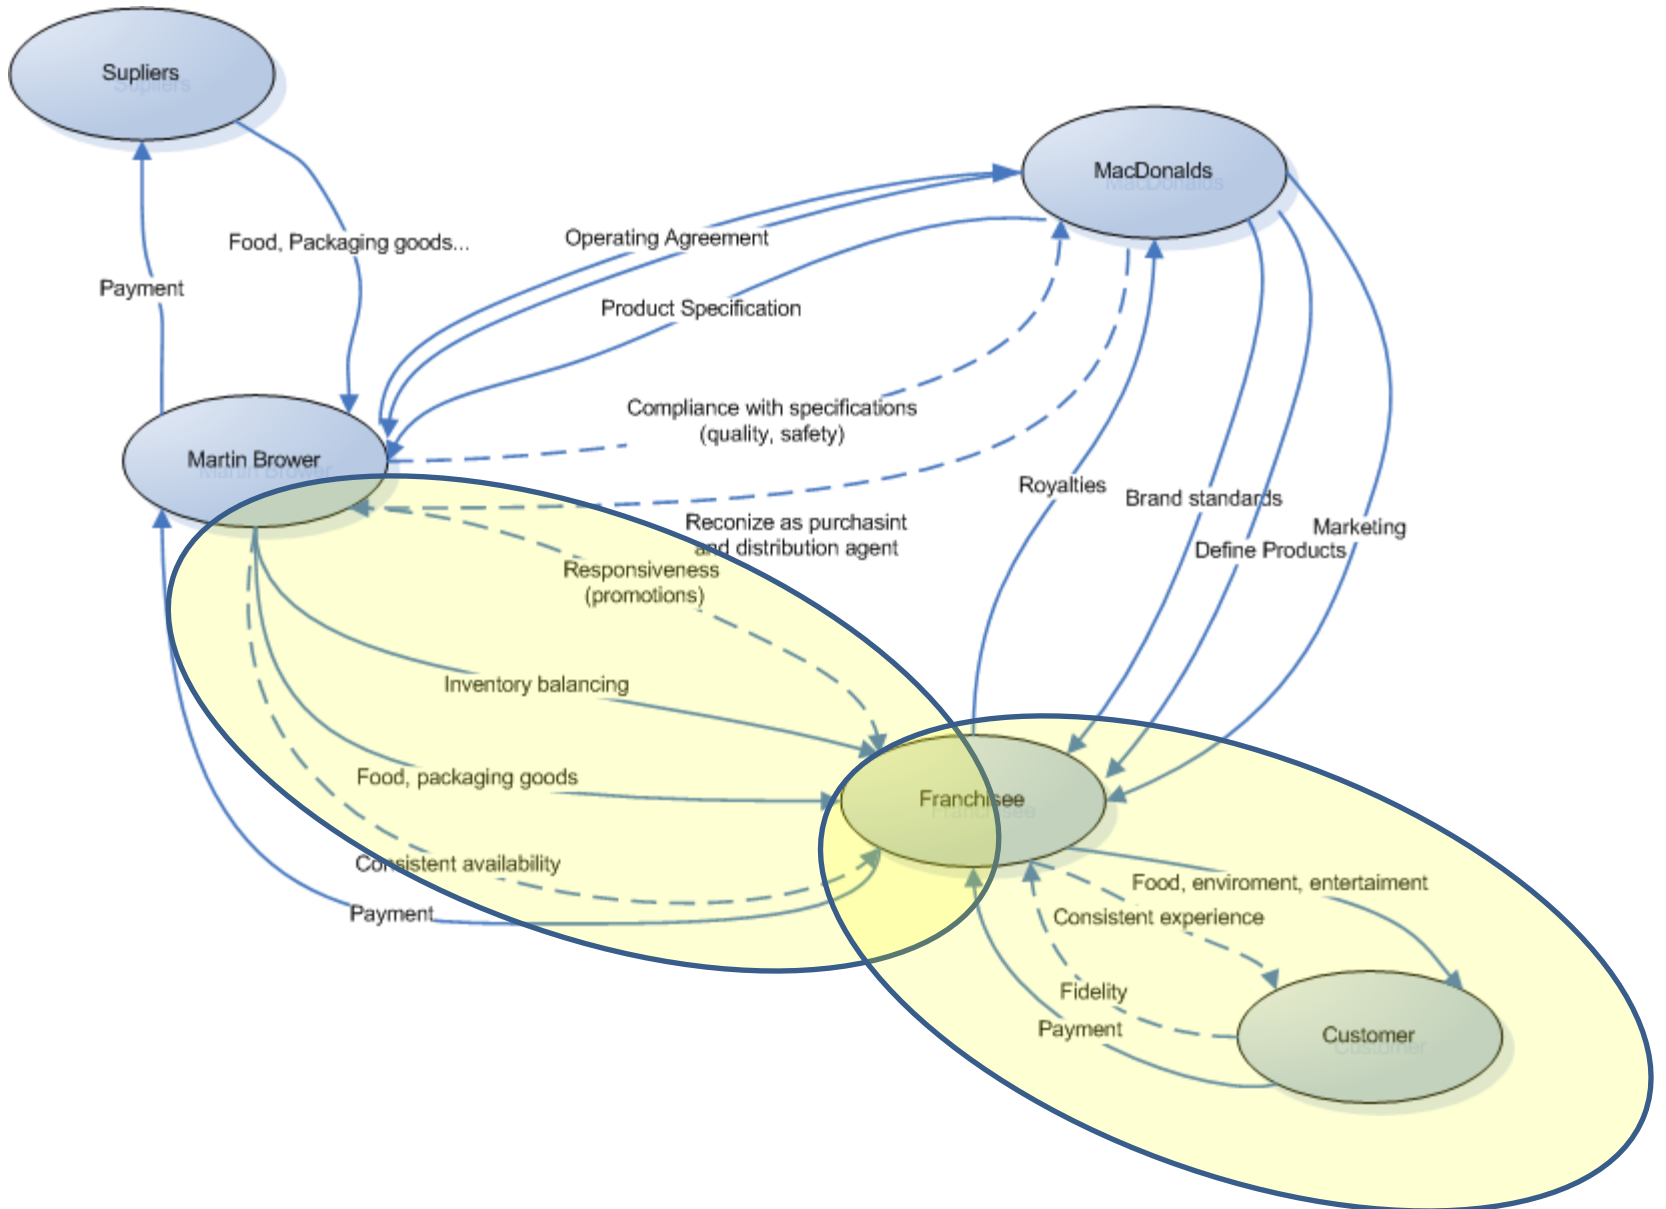 Supliers
MacDonalds
Food, Packaging goods...
Operating Agreement
Payment
Product Specification
Compliance with specifications
(quality, safety)
Martin Brower
Royalties
Brand standards
Reconize as purchasint
and distribution agent
Marketing
Define Products
Responsiveness
(promotions)
Inventory balancing
Food, packaging goods
Franchisee
Consistent availability
Food, enviroment, entertaiment
Payment
Consistent experience
Fidelity
Payment
Customer